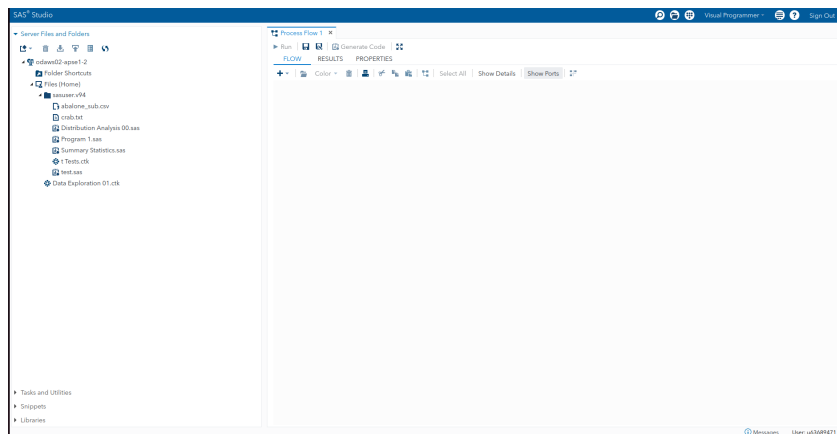 SAS® Studio
Visual Programmer
Sign Out
Server Files and Folders
odaws02-apse1-2
Folder Shortcuts
Files (Home)
sasuser.v94
abalone_sub.csv
crab.txt
Distribution Analysis 00.sas
Program 1.sas
Summary Statistics.sas
t Tests.ctk
test.sas
Data Exploration 01.ctk
Tasks and Utilities
Snippets
Libraries
Process Flow 1
Run Generate Code
FLOW RESULTS PROPERTIES
Color Select All Show Details Show Ports
Messages User: u63689471